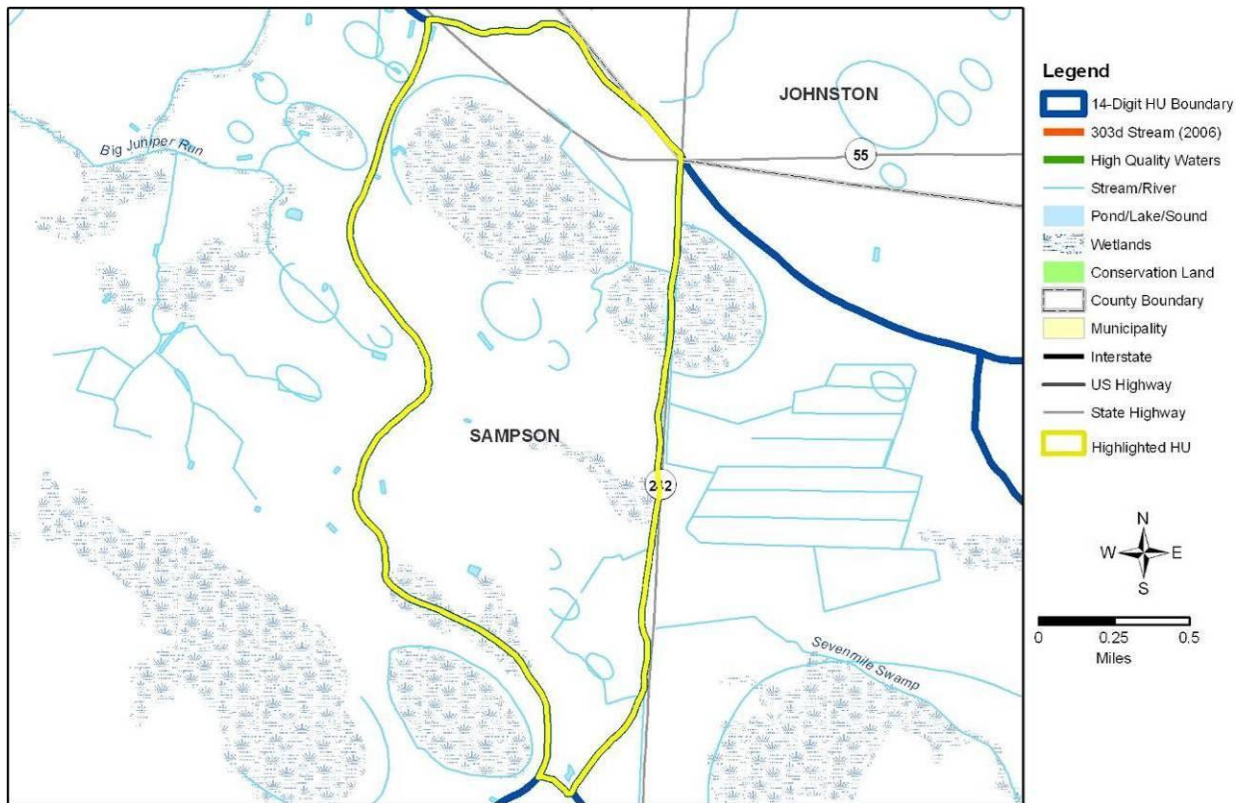 JOHNSTON
Big Juniper Run
55
SAMPSON
242
Sevenmile Swamp
Legend
14-Digit HU Boundary
303d Stream (2006)
High Quality Waters
Stream/River
Pond/Lake/Sound
Wetlands
Conservation Land
County Boundary
Municipality
Interstate
US Highway
State Highway
Highlighted HU
N
W E
S
0 0.25 0.5
Miles